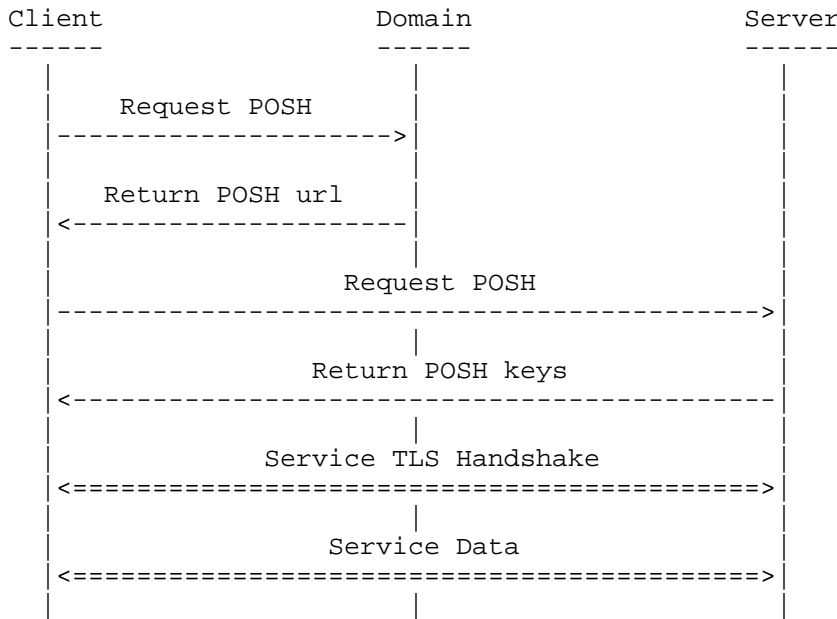 Client Domain Server
------ ------ ------
Request POSH
Return POSH url
Request POSH
Return POSH keys
Service TLS Handshake
Service Data